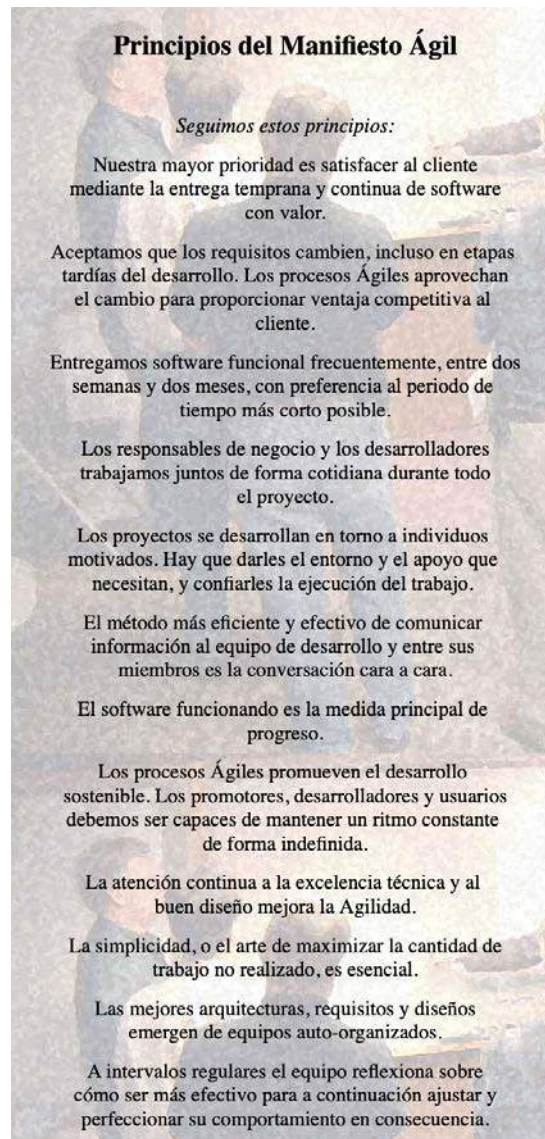 Principios del Manifiesto Ágil
Seguimos estos principios:
Nuestra mayor prioridad es satisfacer al cliente
mediante la entrega temprana y continua de software
con valor.
Aceptamos que los requisitos cambien, incluso en etapas
tardías del desarrollo. Los procesos Ágiles aprovechan
el cambio para proporcionar ventaja competitiva al
cliente.
Entregamos software funcional frecuentemente, entre dos
semanas y dos meses, con preferencia al periodo de
tiempo más corto posible.
Los responsables de negocio y los desarrolladores
trabajamos juntos de forma cotidiana durante todo
el proyecto.
Los proyectos se desarrollan en torno a individuos
motivados. Hay que darles el entorno y el apoyo que
necesitan, y confiarles la ejecución del trabajo.
El método más eficiente y efectivo de comunicar
información al equipo de desarrollo y entre sus
miembros es la conversación cara a cara.
El software funcionando es la medida principal de
progreso.
Los procesos Ágiles promueven el desarrollo
sostenible. Los promotores, desarrolladores y usuarios
debemos ser capaces de mantener un ritmo constante
de forma indefinida.
La atención continua a la excelencia técnica y al
buen diseño mejora la Agilidad.
La simplicidad, o el arte de maximizar la cantidad de
trabajo no realizado, es esencial.
Las mejores arquitecturas, requisitos y diseños
emergen de equipos auto-organizados.
A intervalos regulares el equipo reflexiona sobre
cómo ser más efectivo para a continuación ajustar y
perfeccionar su comportamiento en consecuencia.